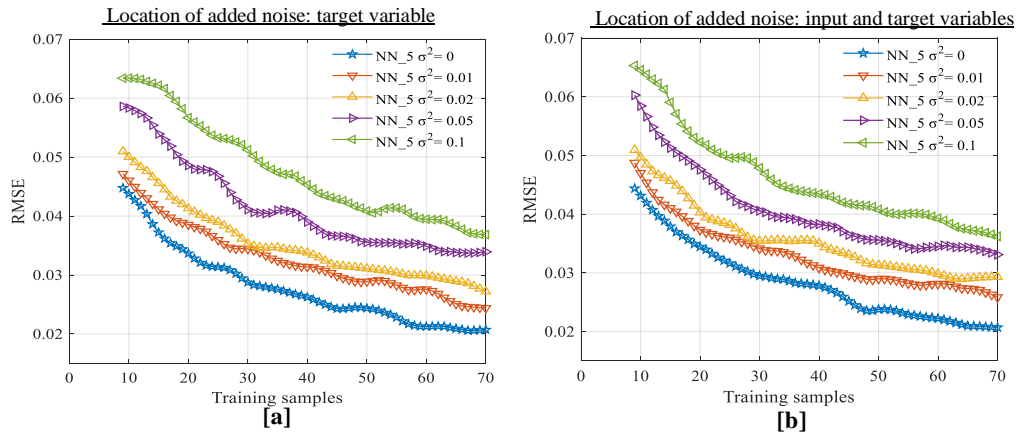 Location of added noise: target variable
0.07
0.06
0.05
0.04
0.03
0.02
RMSE
NN_5 σ²= 0
NN_5 σ²= 0.01
NN_5 σ²= 0.02
NN_5 σ²= 0.05
NN_5 σ²= 0.1
0 10 20 30 40 50 60 70
Training samples
[a]
Location of added noise: input and target variables
0.07
0.06
0.05
0.04
0.03
0.02
RMSE
NN_5 σ²= 0
NN_5 σ²= 0.01
NN_5 σ²= 0.02
NN_5 σ²= 0.05
NN_5 σ²= 0.1
0 10 20 30 40 50 60 70
Training samples
[b]